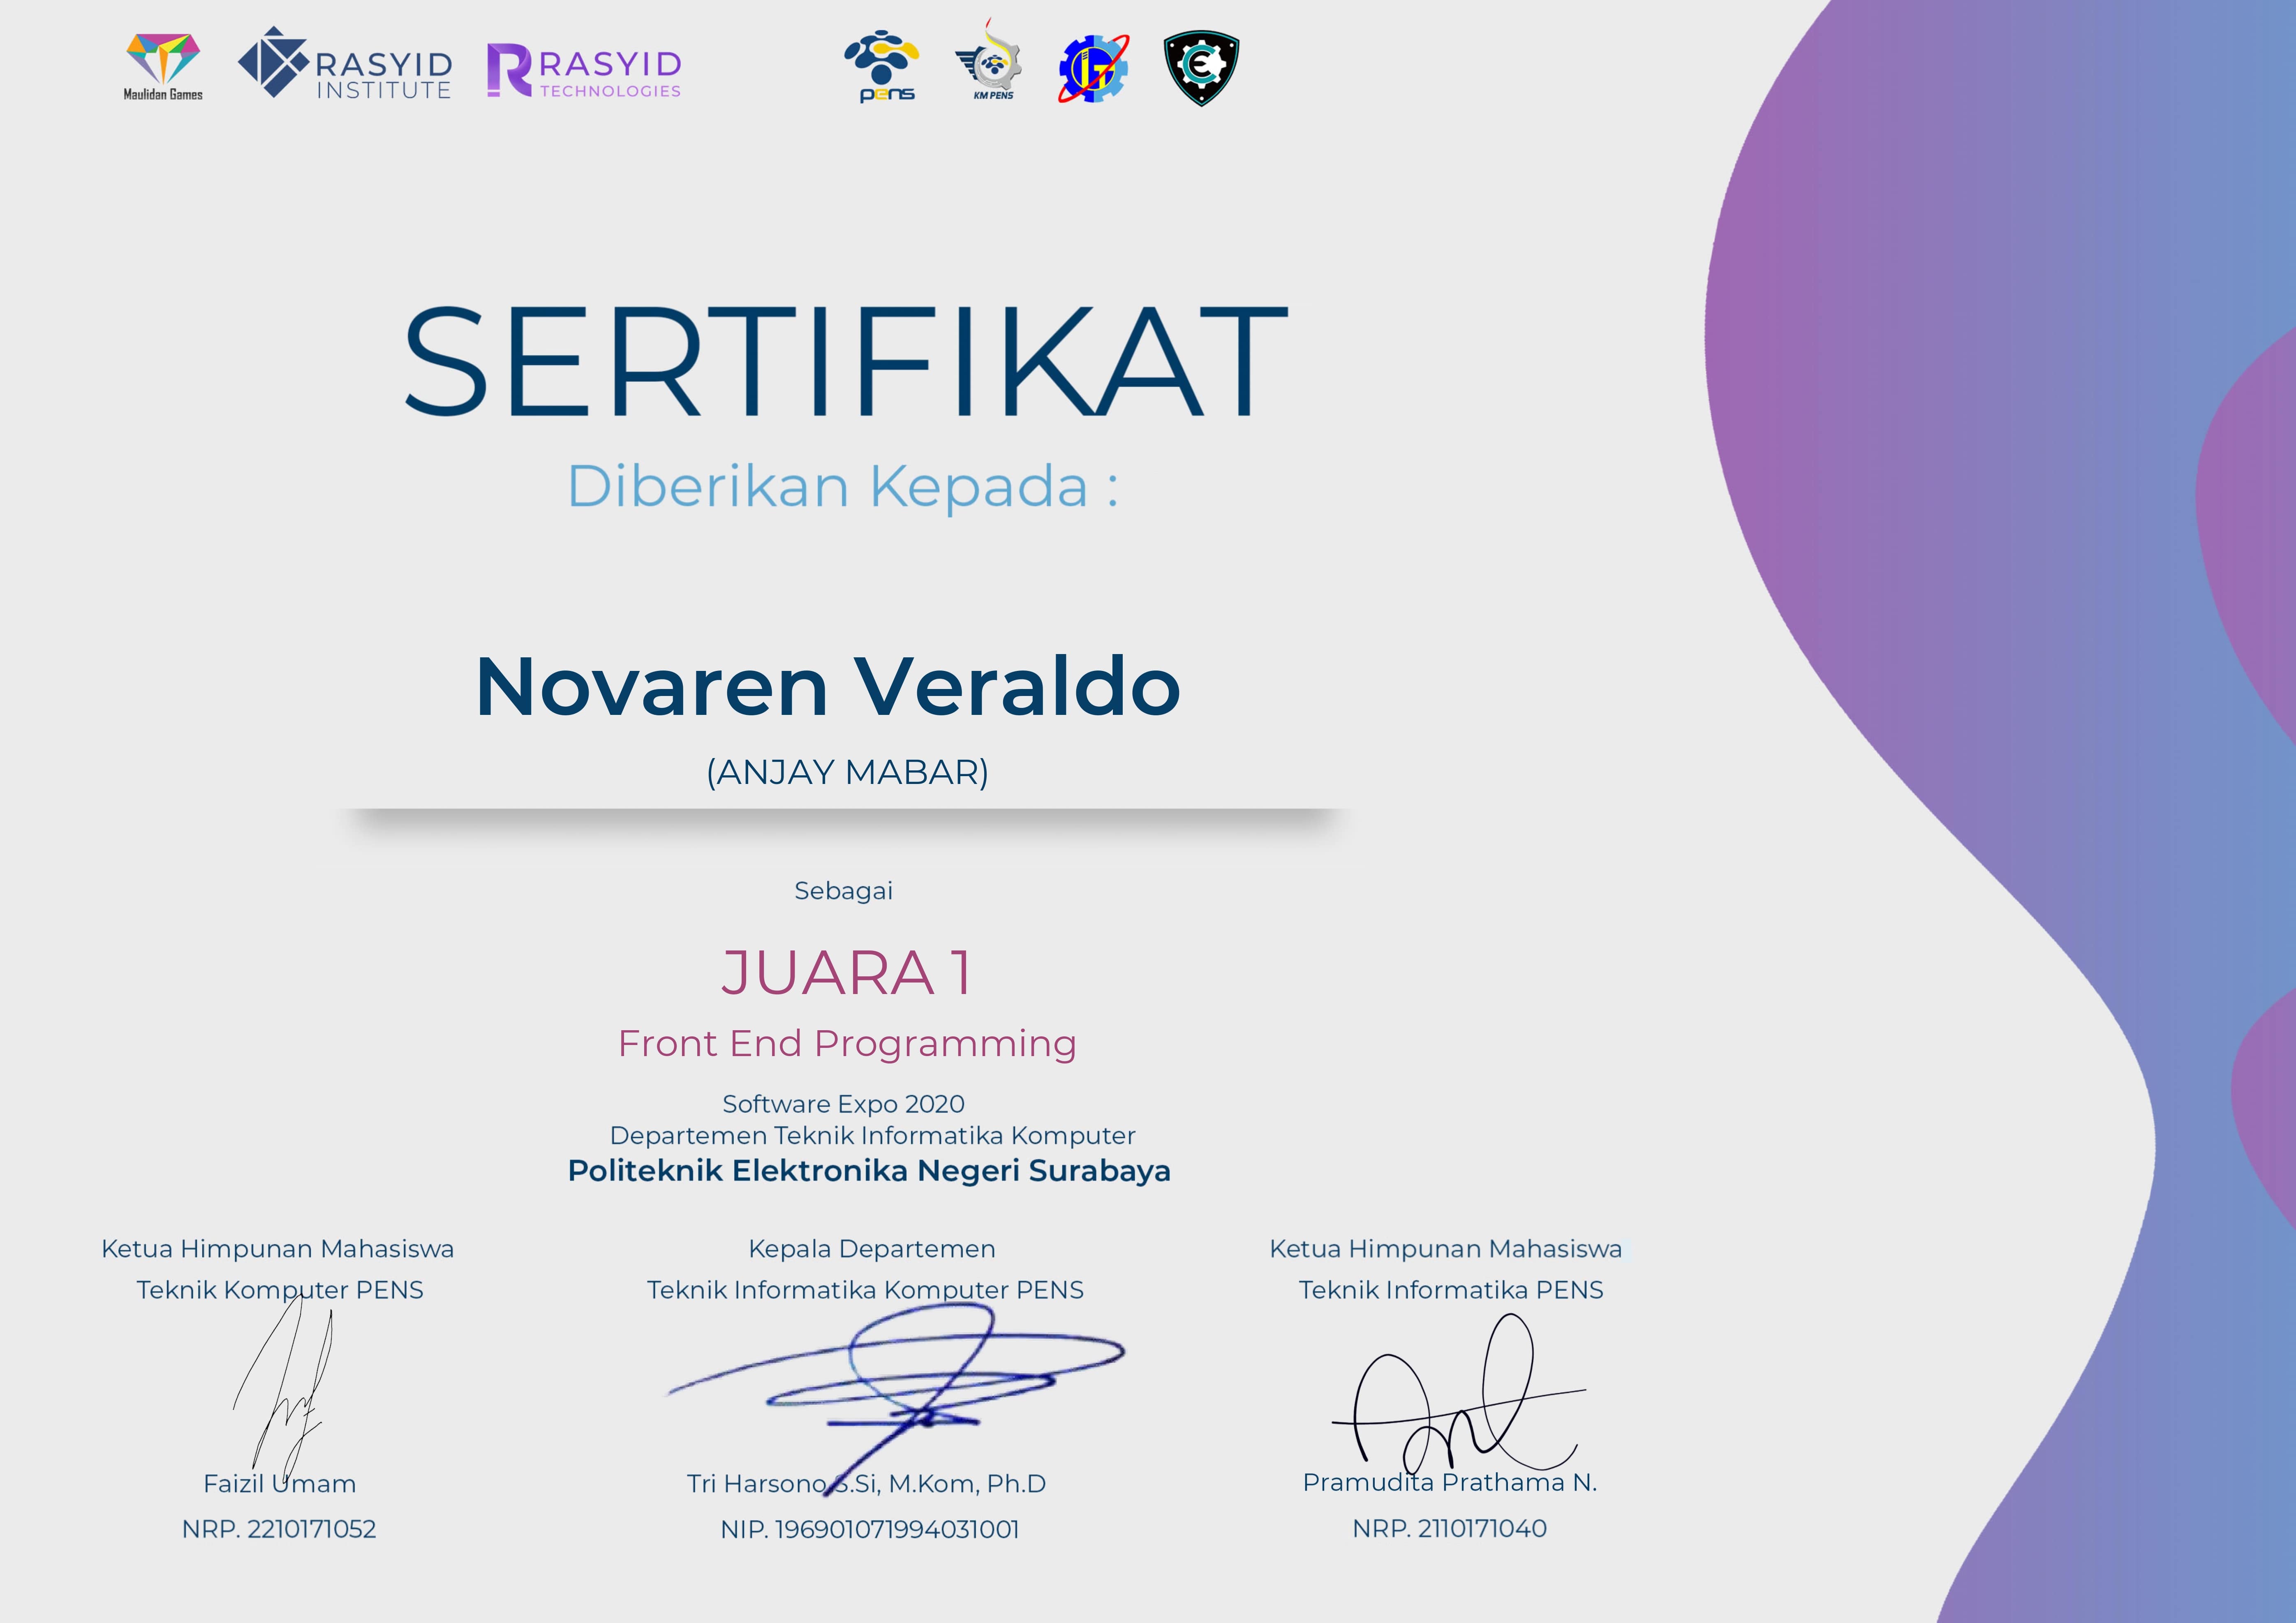 Maulidan Games
RASYID
INSTITUTE
RASYID
TECHNOLOGIES
pens
KM PENS
SERTIFIKAT
Diberikan Kepada :
Novaren Veraldo
(ANJAY MABAR)
Sebagai
JUARA 1
Front End Programming
Software Expo 2020
Departemen Teknik Informatika Komputer
Politeknik Elektronika Negeri Surabaya
Ketua Himpunan Mahasiswa
Teknik Komputer PENS
Faizil Umam
NRP. 2210171052
Kepala Departemen
Teknik Informatika Komputer PENS
Tri Harsono S.Si, M.Kom, Ph.D
NIP. 196901071994031001
Ketua Himpunan Mahasiswa
Teknik Informatika PENS
Pramudita Prathama N.
NRP. 2110171040